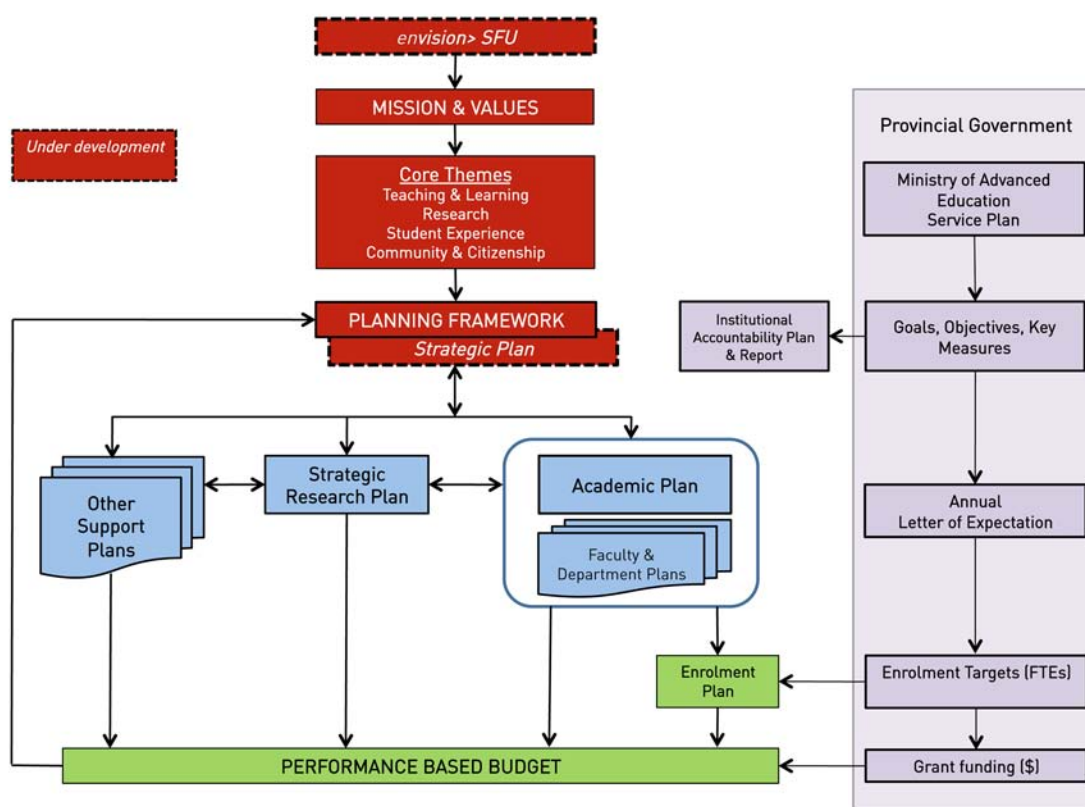 envision> SFU
MISSION & VALUES
Under development
Core Themes
Teaching & Learning
Research
Student Experience
Community & Citizenship
PLANNING FRAMEWORK
Strategic Plan
Other
Support
Plans
Strategic
Research Plan
Academic Plan
Faculty &
Department Plans
Enrolment
Plan
PERFORMANCE BASED BUDGET
Provincial Government
Ministry of Advanced
Education
Service Plan
Institutional
Accountability Plan
& Report
Goals, Objectives, Key
Measures
Annual
Letter of Expectation
Enrolment Targets (FTEs)
Grant funding ($)